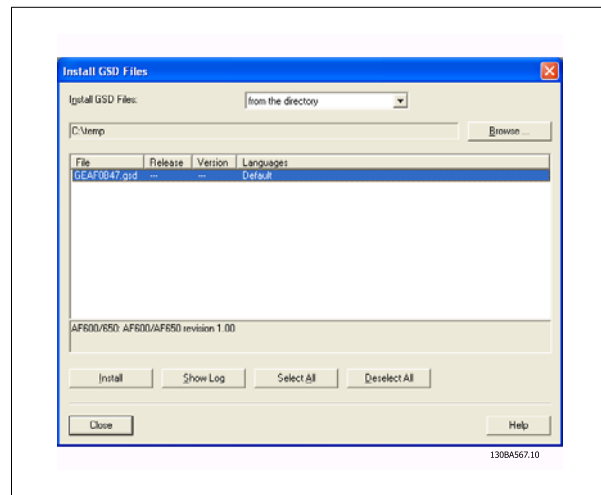 Install GSD Files
Install GSD Files: from the directory
C:\temp Browse ...
File Release Version Languages
GEAF0B47.gsd --- --- Default
AF600/650: AF600/AF650 revision 1.00
Install Show Log Select All Deselect All
Close Help
130BA567.10